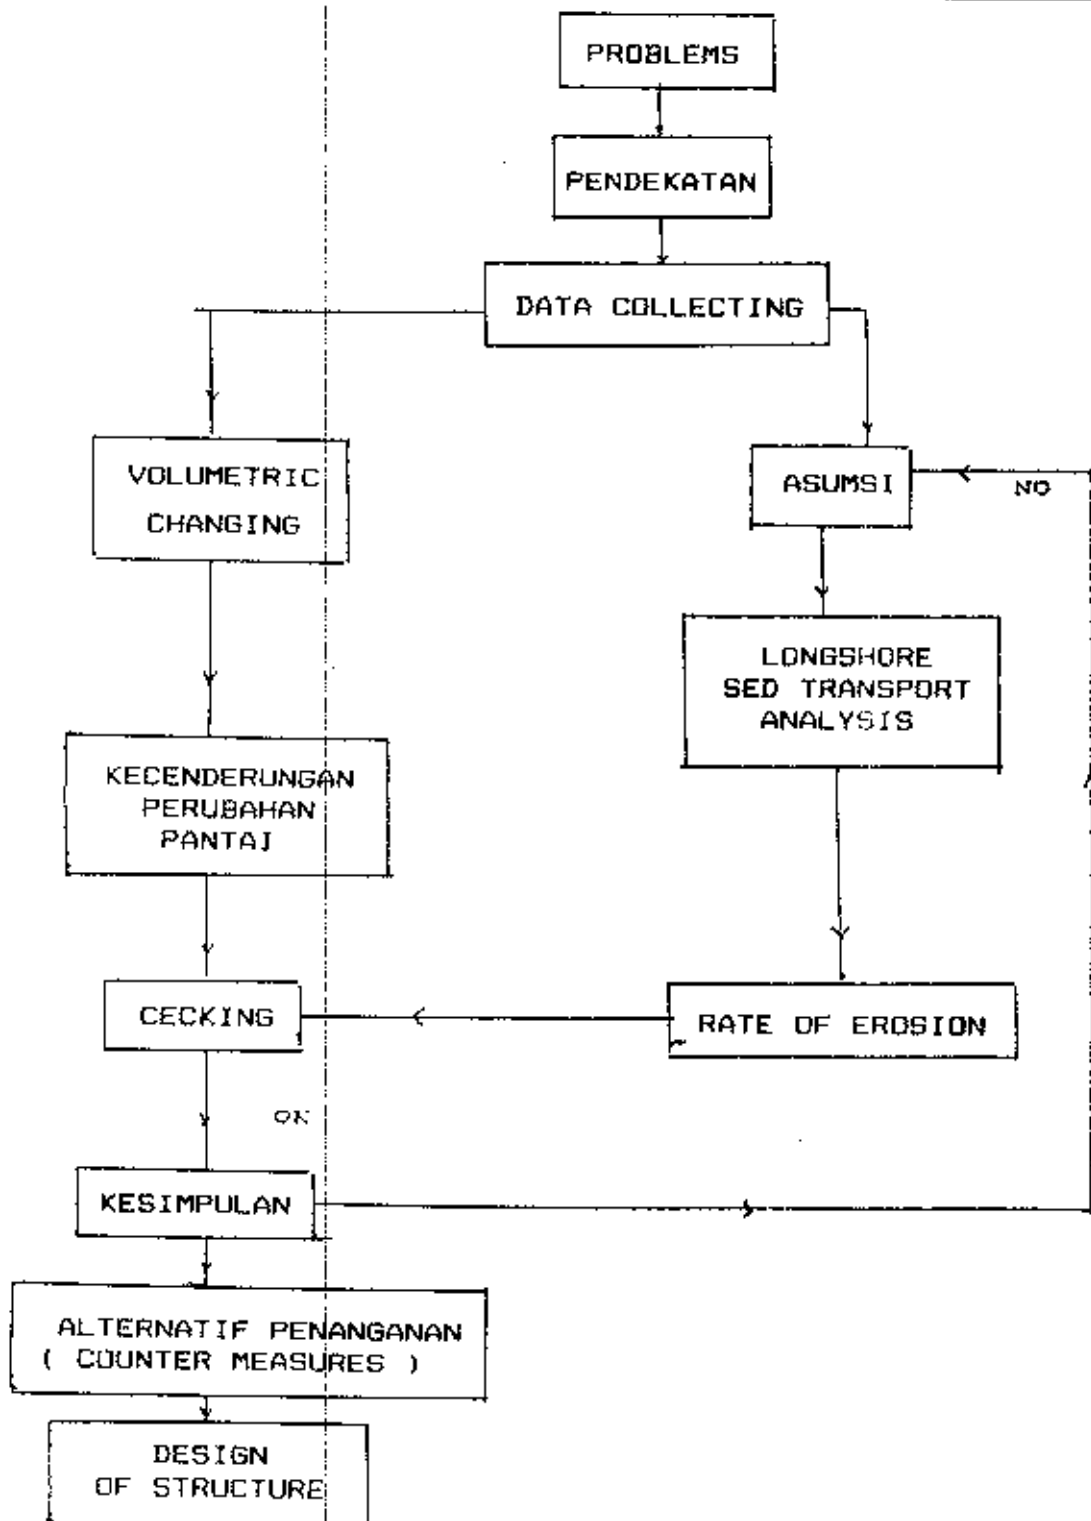 PROBLEMS
PENDEKATAN
DATA COLLECTING
VOLUMETRIC
CHANGING
ASUMSI
NO
LONGSHORE
SED TRANSPORT
ANALYSIS
KECENDERUNGAN
PERUBAHAN
PANTAI
CECKING
RATE OF EROSION
OK
KESIMPULAN
ALTERNATIF PENANGANAN
( COUNTER MEASURES )
DESIGN
OF STRUCTURE